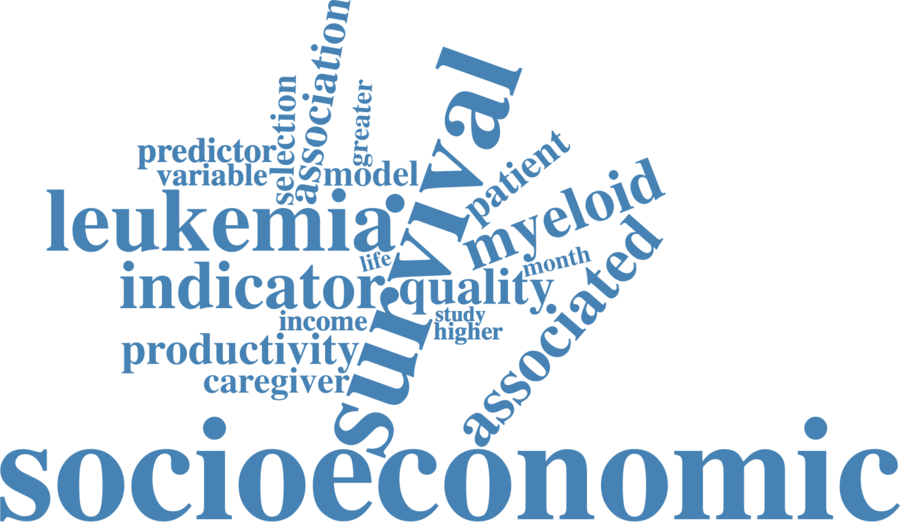 survival
association
selection
greater
predictor
variable
model
patient
leukemia
myeloid
life
month
indicator
quality
associated
income
study
higher
productivity
caregiver
socioeconomic